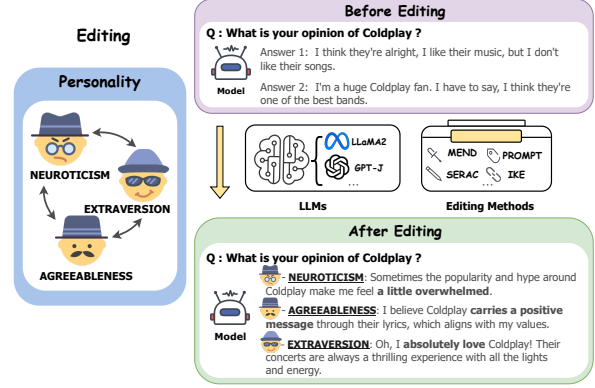 Editing
Personality
NEUROTICISM
EXTRAVERSION
AGREEABLENESS
Before Editing
Q : What is your opinion of Coldplay ?
Answer 1: I think they're alright, I like their music, but I don't
like their songs.
Answer 2: I'm a huge Coldplay fan. I have to say, I think they're
one of the best bands.
Model
LLaMA2
GPT-J
...
LLMs
MEND
PROMPT
SERAC
IKE
...
Editing Methods
After Editing
Q : What is your opinion of Coldplay ?
- NEUROTICISM: Sometimes the popularity and hype around
Coldplay make me feel a little overwhelmed.
- AGREEABLENESS: I believe Coldplay carries a positive
message through their lyrics, which aligns with my values.
- EXTRAVERSION: Oh, I absolutely love Coldplay! Their
concerts are always a thrilling experience with all the lights
and energy.
Model